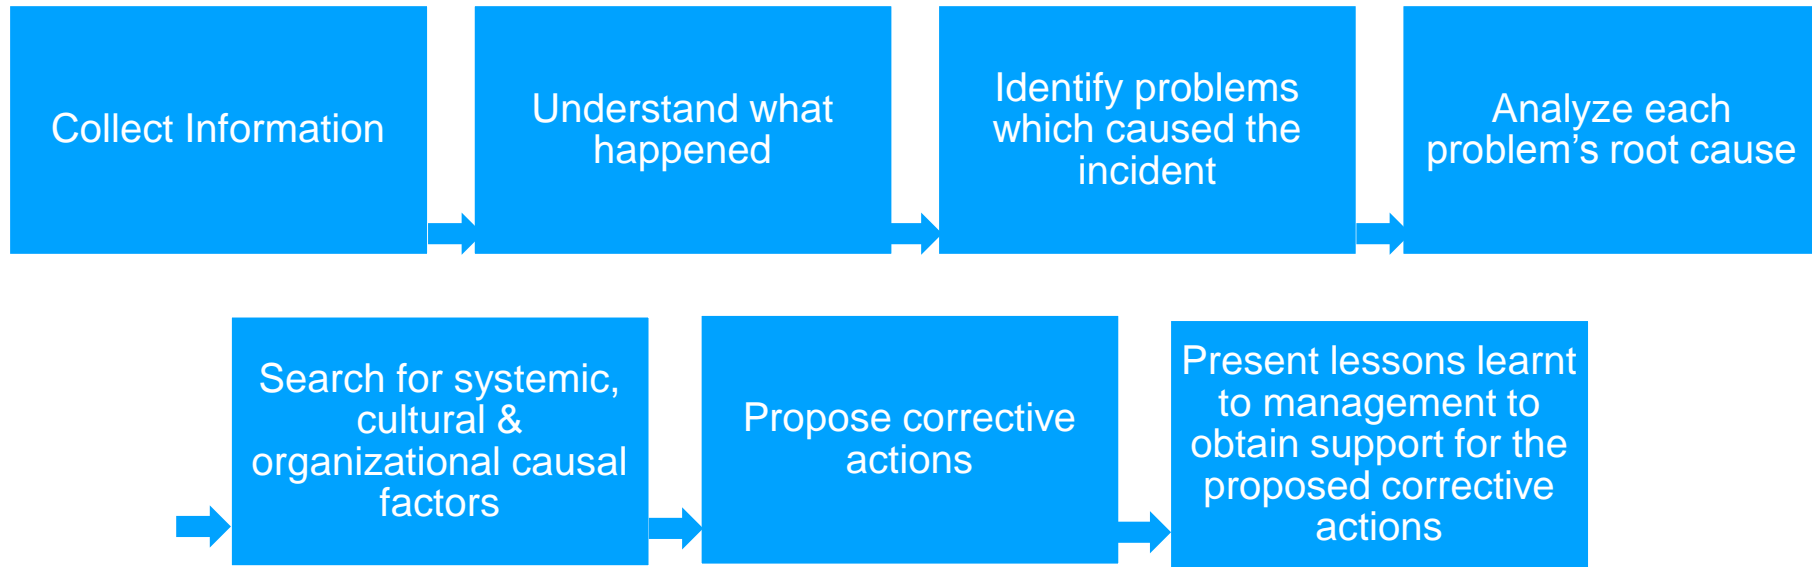 Collect Information
Understand what
happened
Identify problems
which caused the
incident
Analyze each
problem’s root cause
Search for systemic,
cultural &
organizational causal
factors
Propose corrective
actions
Present lessons learnt
to management to
obtain support for the
proposed corrective
actions